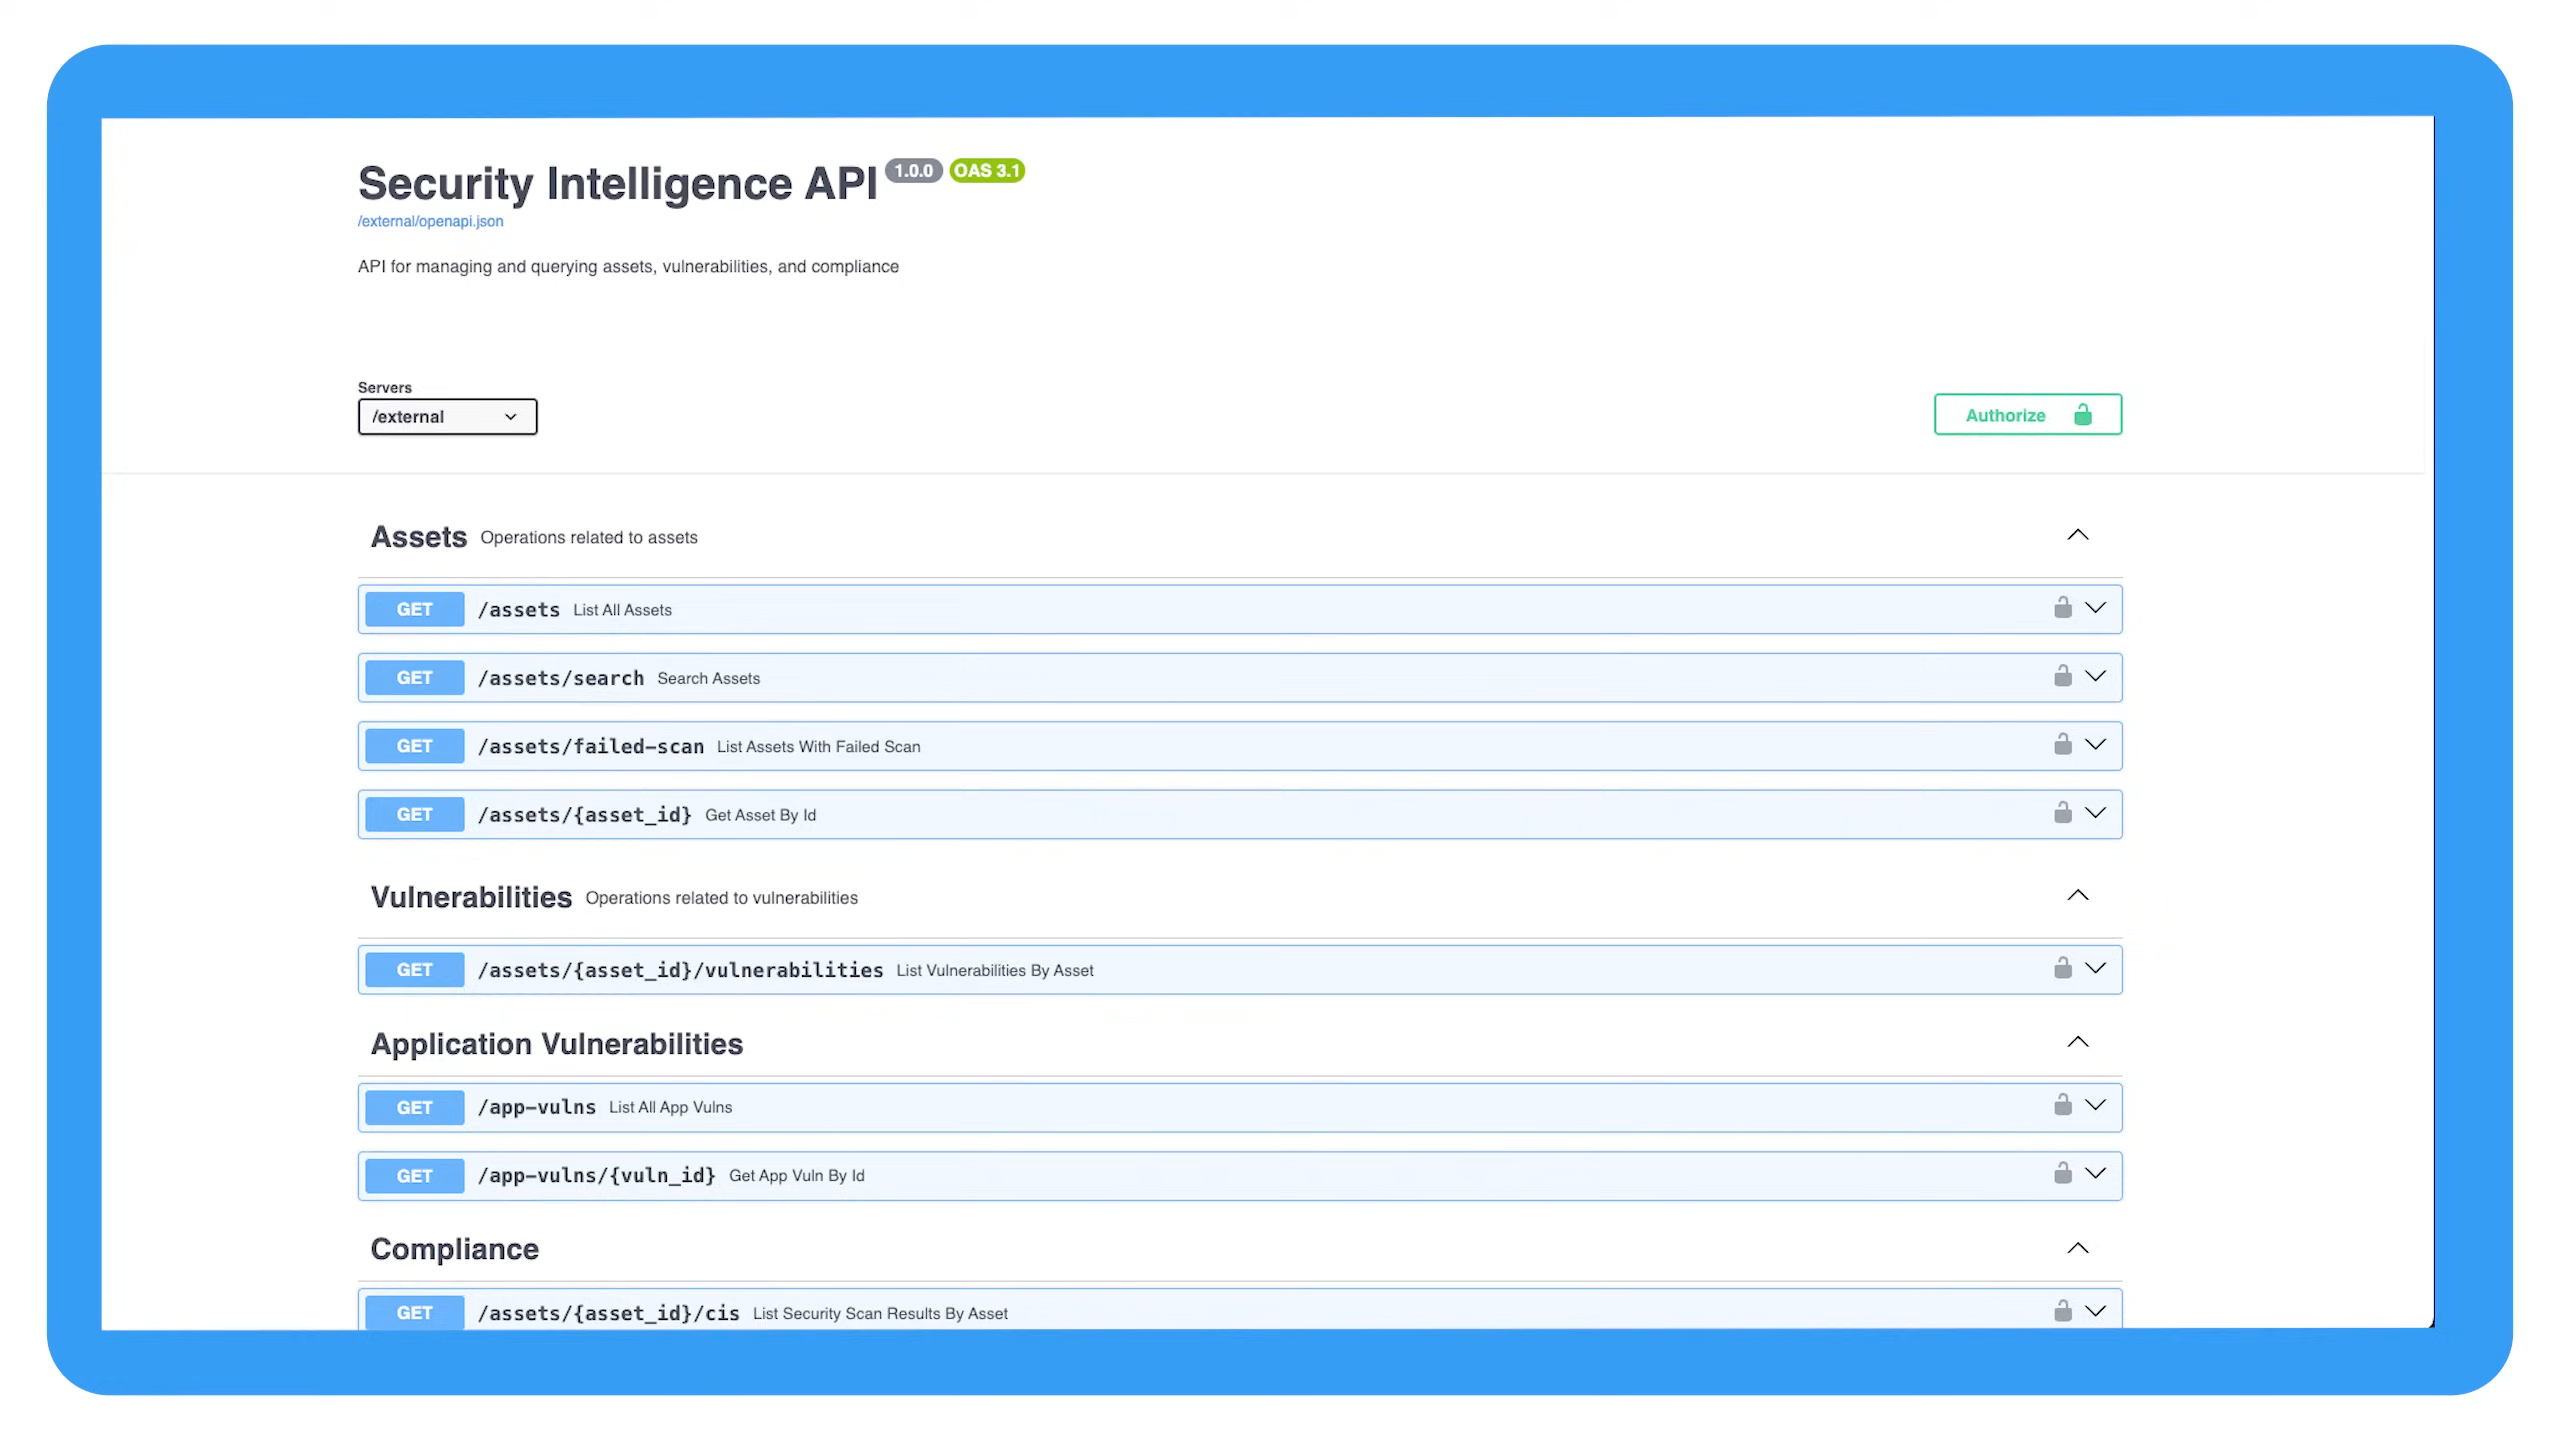 Security Intelligence API 1.0.0 OAS 3.1
/external/openapi.json
API for managing and querying assets, vulnerabilities, and compliance
Servers
/external
Authorize
Assets Operations related to assets
GET /assets List All Assets
GET /assets/search Search Assets
GET /assets/failed-scan List Assets With Failed Scan
GET /assets/{asset_id} Get Asset By Id
Vulnerabilities Operations related to vulnerabilities
GET /assets/{asset_id}/vulnerabilities List Vulnerabilities By Asset
Application Vulnerabilities
GET /app-vulns List All App Vulns
GET /app-vulns/{vuln_id} Get App Vuln By Id
Compliance
GET /assets/{asset_id}/cis List Security Scan Results By Asset